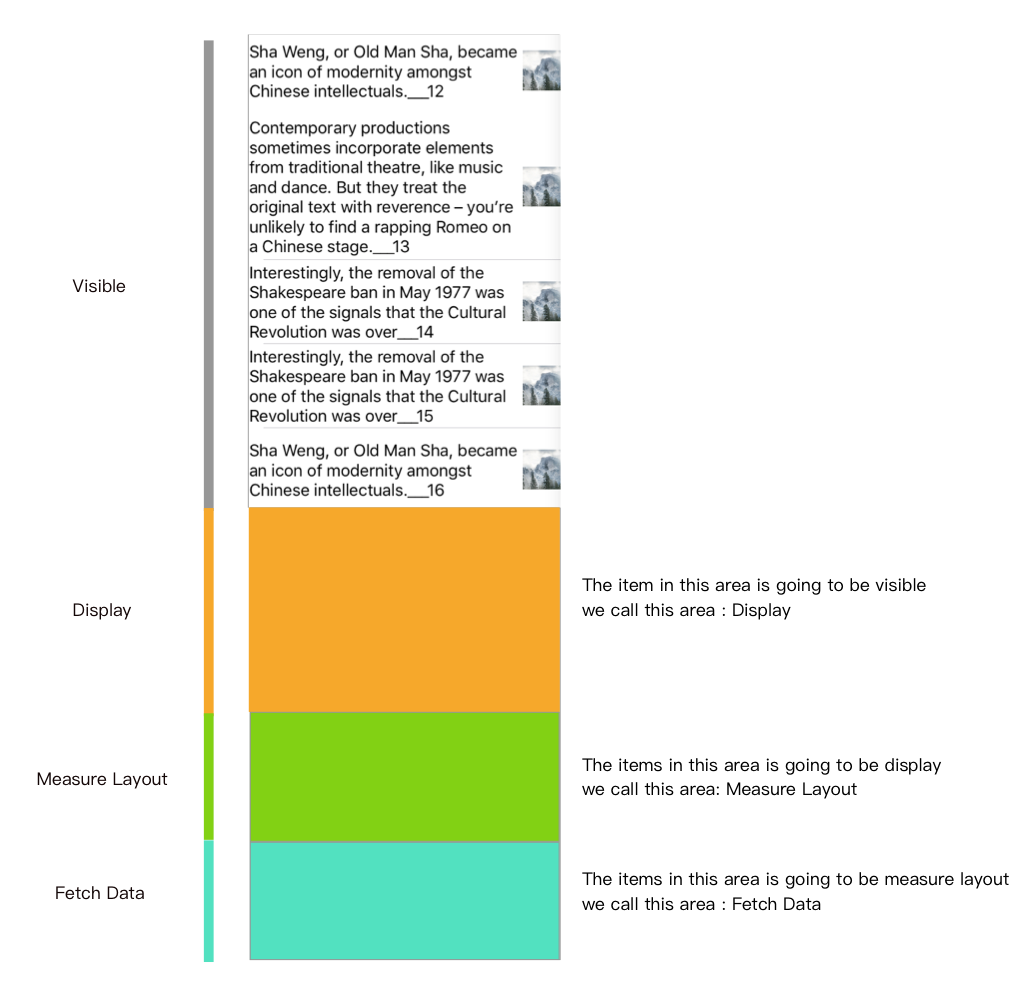 Sha Weng, or Old Man Sha, became
an icon of modernity amongst
Chinese intellectuals.___12
Contemporary productions
sometimes incorporate elements
from traditional theatre, like music
and dance. But they treat the
original text with reverence – you’re
unlikely to find a rapping Romeo on
a Chinese stage.___13
Visible
Interestingly, the removal of the
Shakespeare ban in May 1977 was
one of the signals that the Cultural
Revolution was over___14
Interestingly, the removal of the
Shakespeare ban in May 1977 was
one of the signals that the Cultural
Revolution was over___15
Sha Weng, or Old Man Sha, became
an icon of modernity amongst
Chinese intellectuals.___16
Display
The item in this area is going to be visible
we call this area : Display
Measure Layout
The items in this area is going to be display
we call this area: Measure Layout
Fetch Data
The items in this area is going to be measure layout
we call this area : Fetch Data